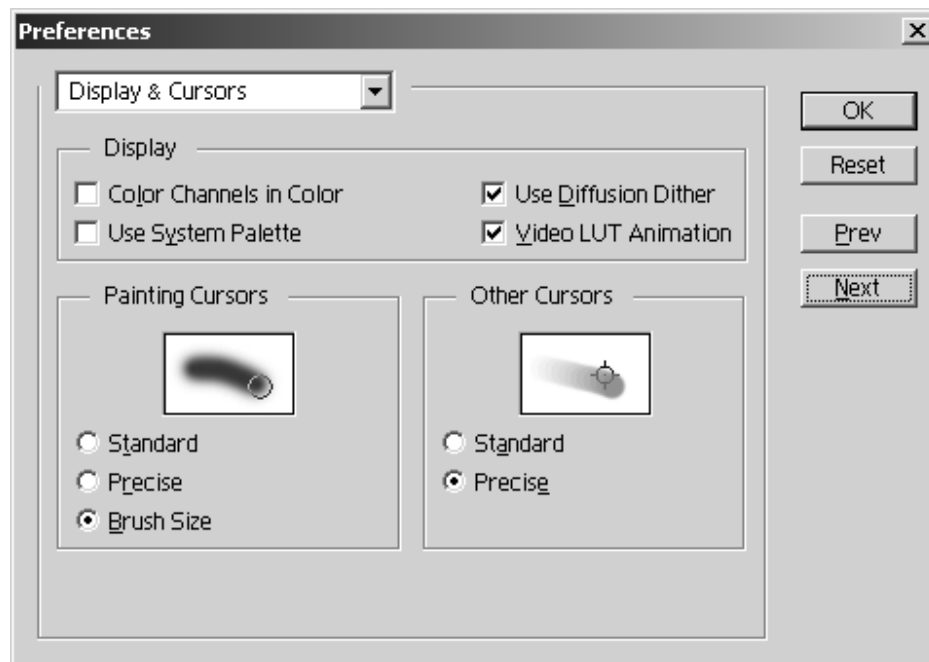 Preferences
Display & Cursors
OK
Reset
Prev
Next
Display
Color Channels in Color
Use Diffusion Dither
Use System Palette
Video LUT Animation
Painting Cursors
Standard
Precise
Brush Size
Other Cursors
Standard
Precise